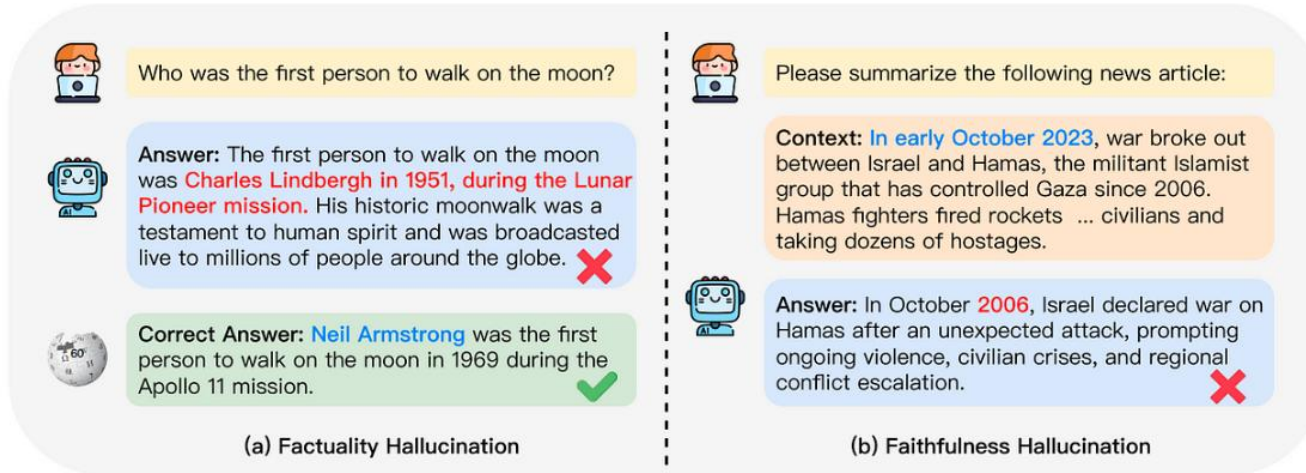 Who was the first person to walk on the moon?
Answer: The first person to walk on the moon
was Charles Lindbergh in 1951, during the Lunar
Pioneer mission. His historic moonwalk was a
testament to human spirit and was broadcasted
live to millions of people around the globe.
Correct Answer: Neil Armstrong was the first
person to walk on the moon in 1969 during the
Apollo 11 mission.
(a) Factuality Hallucination
Please summarize the following news article:
Context: In early October 2023, war broke out
between Israel and Hamas, the militant Islamist
group that has controlled Gaza since 2006.
Hamas fighters fired rockets ... civilians and
taking dozens of hostages.
Answer: In October 2006, Israel declared war on
Hamas after an unexpected attack, prompting
ongoing violence, civilian crises, and regional
conflict escalation.
(b) Faithfulness Hallucination